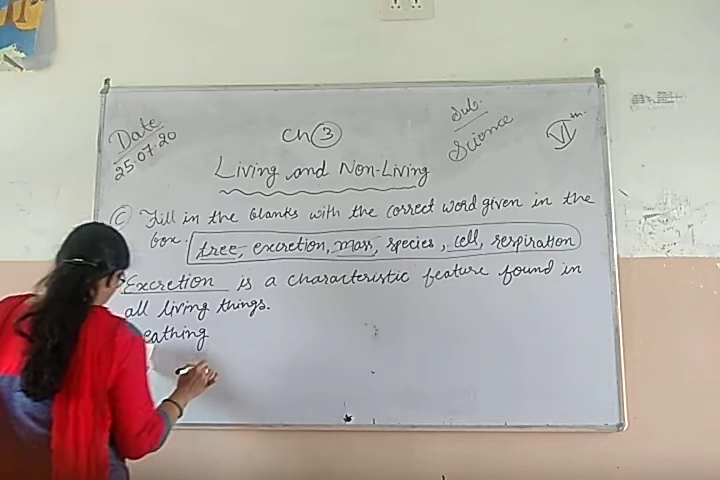 Date
25.07.20
Ch ③
Sub.
Science
VI th
Living and Non-Living
Ⓒ Fill in the blanks with the correct word given in the
box. tree, excretion, mass, species, cell, respiration
Excretion is a characteristic feature found in
all living things.
eathing